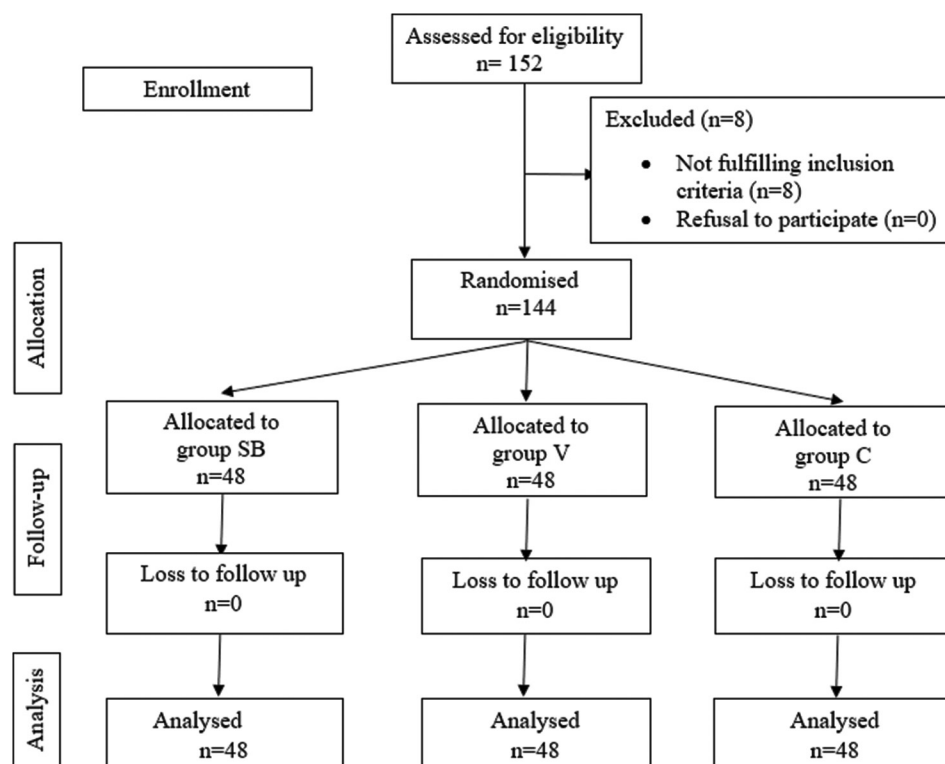 Assessed for eligibility
n= 152
Enrollment
Excluded (n=8)
• Not fulfilling inclusion
criteria (n=8)
• Refusal to participate (n=0)
Allocation
Randomised
n=144
Allocated to
group SB
n=48
Allocated to
group V
n=48
Allocated to
group C
n=48
Follow-up
Loss to follow up
n=0
Loss to follow up
n=0
Loss to follow up
n=0
Analysis
Analysed
n=48
Analysed
n=48
Analysed
n=48